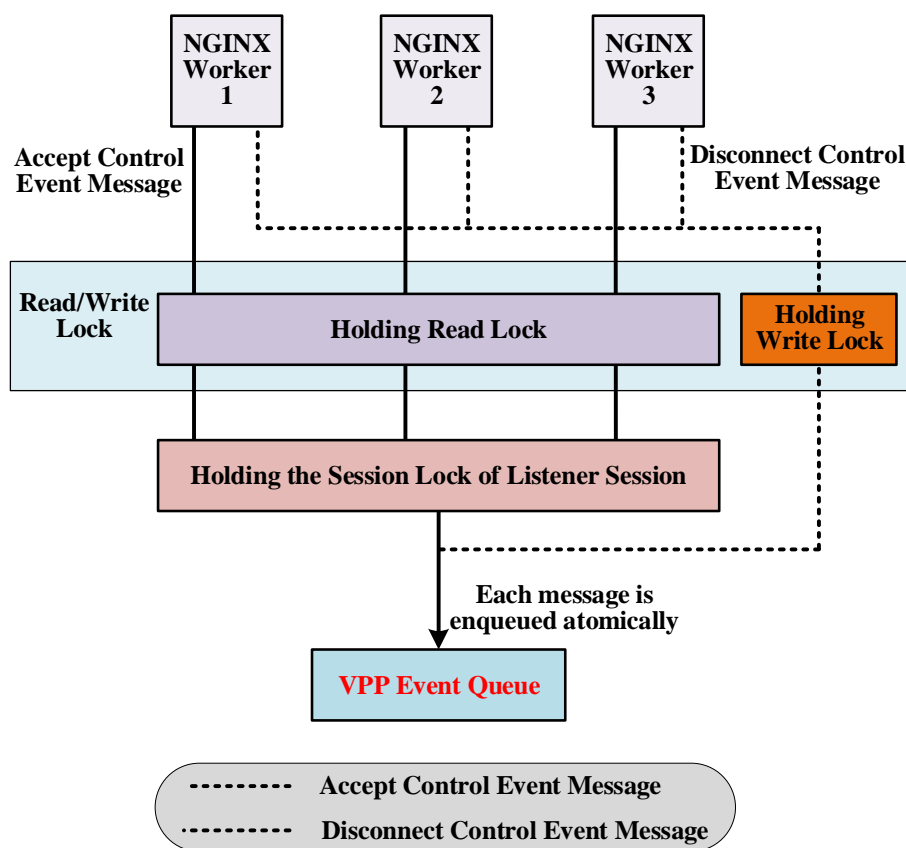 NGINX
Worker
1
NGINX
Worker
2
NGINX
Worker
3
Accept Control
Event Message
Disconnect Control
Event Message
Read/Write
Lock
Holding Read Lock
Holding
Write Lock
Holding the Session Lock of Listener Session
Each message is
enqueued atomically
VPP Event Queue
Accept Control Event Message
Disconnect Control Event Message